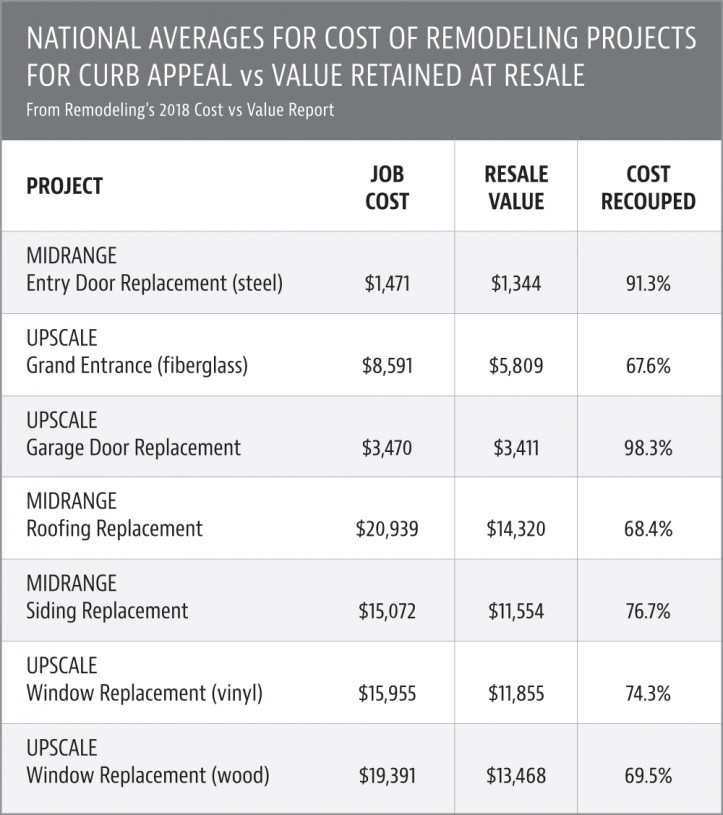 NATIONAL AVERAGES FOR COST OF REMODELING PROJECTS
FOR CURB APPEAL vs VALUE RETAINED AT RESALE
From Remodeling's 2018 Cost vs Value Report
PROJECT JOB COST RESALE VALUE COST RECOUPED
MIDRANGE
Entry Door Replacement (steel) $1,471 $1,344 91.3%
UPSCALE
Grand Entrance (fiberglass) $8,591 $5,809 67.6%
UPSCALE
Garage Door Replacement $3,470 $3,411 98.3%
MIDRANGE
Roofing Replacement $20,939 $14,320 68.4%
MIDRANGE
Siding Replacement $15,072 $11,554 76.7%
UPSCALE
Window Replacement (vinyl) $15,955 $11,855 74.3%
UPSCALE
Window Replacement (wood) $19,391 $13,468 69.5%